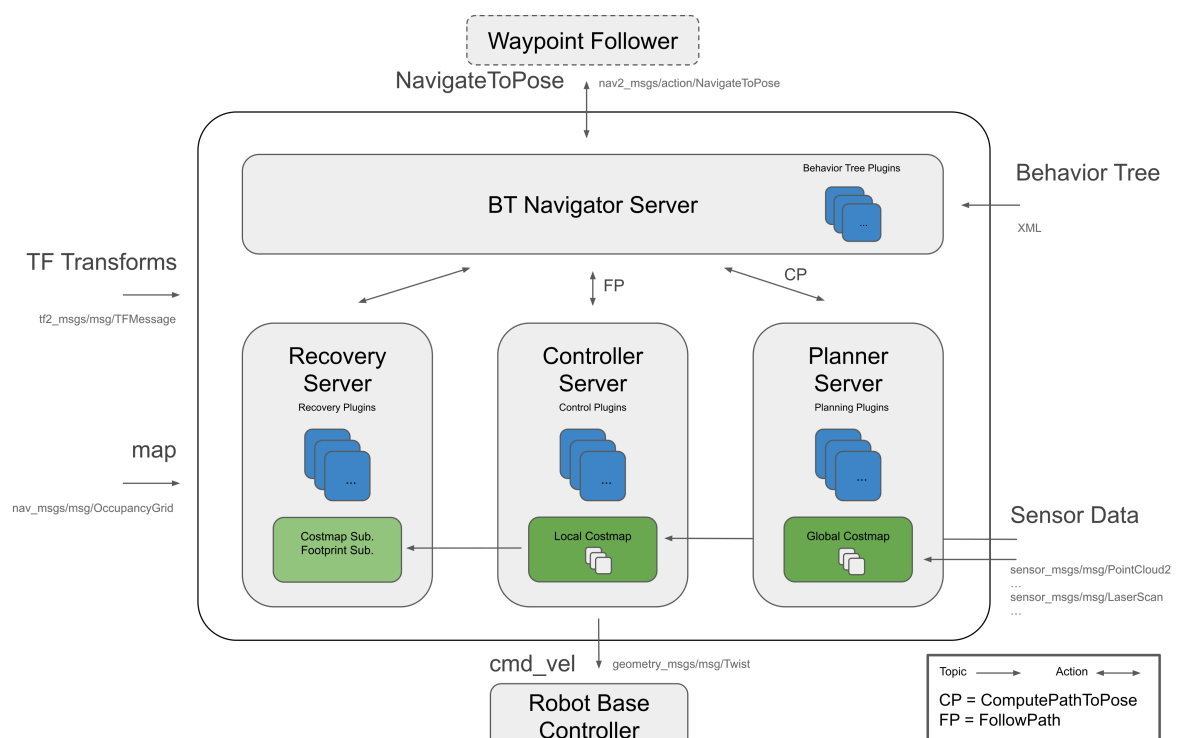 Waypoint Follower
NavigateToPose
nav2_msgs/action/NavigateToPose
Behavior Tree Plugins
BT Navigator Server
...
Behavior Tree
XML
TF Transforms
tf2_msgs/msg/TFMessage
FP
CP
Recovery
Server
Recovery Plugins
...
Costmap Sub.
Footprint Sub.
Controller
Server
Control Plugins
...
Local Costmap
Planner
Server
Planning Plugins
...
Global Costmap
map
nav_msgs/msg/OccupancyGrid
Sensor Data
sensor_msgs/msg/PointCloud2
...
sensor_msgs/msg/LaserScan
...
cmd_vel
geometry_msgs/msg/Twist
Robot Base
Controller
Topic
Action
CP = ComputePathToPose
FP = FollowPath